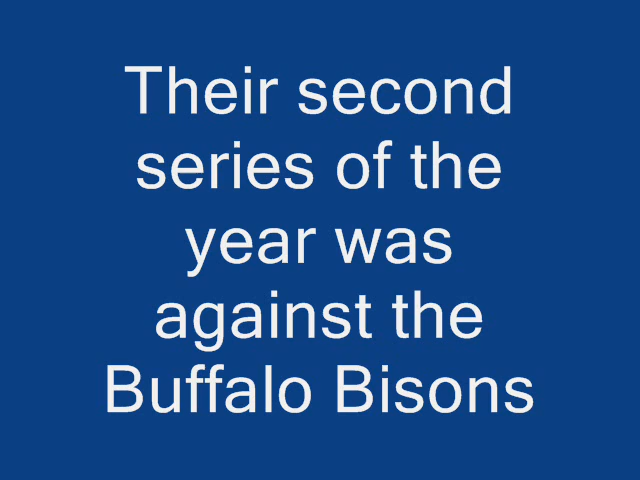 Their second
series of the
year was
against the
Buffalo Bisons